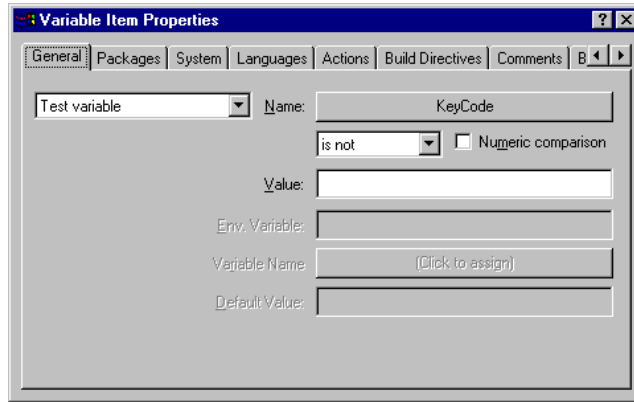 Variable Item Properties
General Packages System Languages Actions Build Directives Comments B
Test variable Name: KeyCode
is not Numeric comparison
Value:
Env. Variable:
Variable Name (Click to assign)
Default Value: